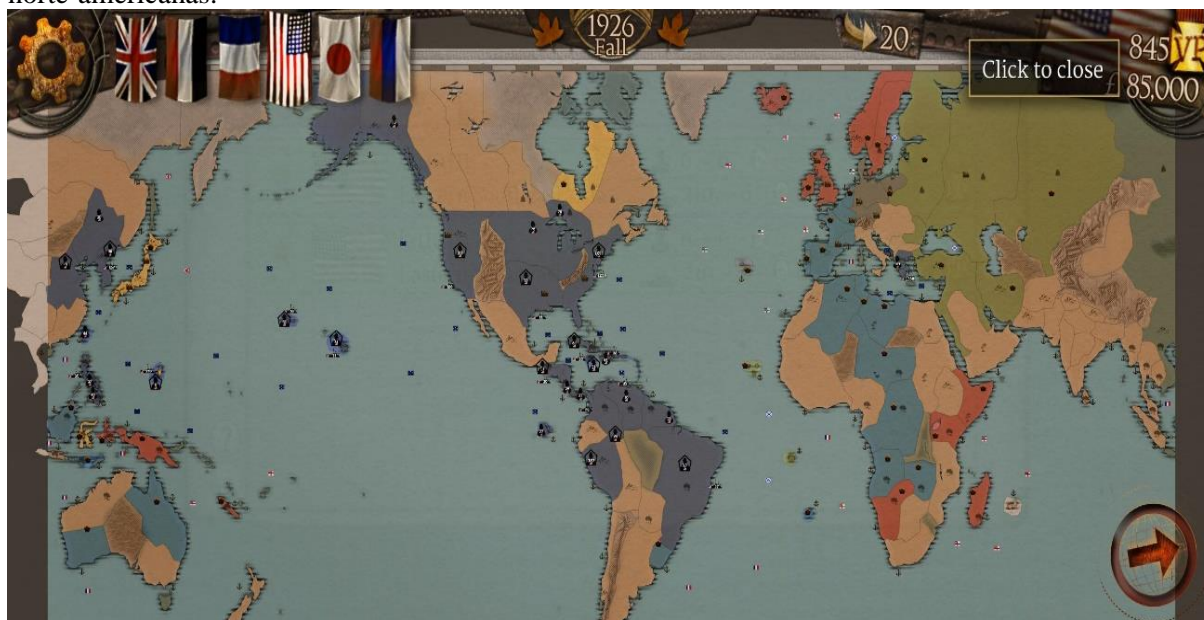 norte-americanas.
1926
Fall
20
Click to close
845 VP
£ 85,000